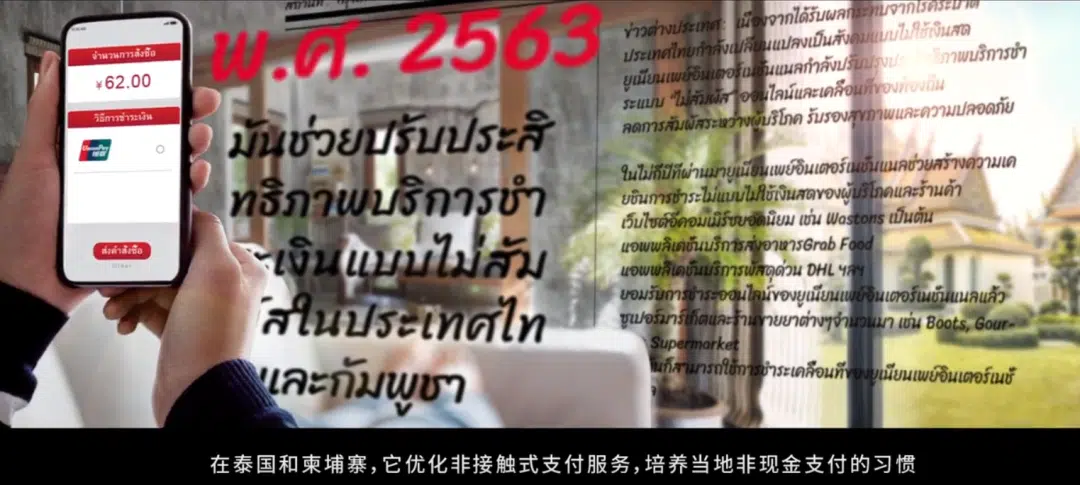 จำนวนการสั่งซื้อ
¥62.00
วิธีการชำระเงิน
UnionPay
银联
ส่งคำสั่งซื้อ
พ.ศ. 2563
มันช่วยปรับประสิ
ทธิภาพบริการชำ
ะเงินแบบไม่สัม
ัสในประเทศไท
และกัมพูชา
ข่าวต่างประเทศ: เนื่องจากได้รับผลกระทบจากโรคระบาด
ประเทศไทยกำลังเปลี่ยนแปลงเป็นสังคมแบบไม่ใช้เงินสด
ยูเนี่ยนเพย์อินเตอร์เนชั่นแนลกำลังปรับปรุงประสิทธิภาพบริการชำ
ระแบบ "ไม่สัมผัส" ออนไลน์และเคลื่อนที่ของท้องถิ่น
ลดการสัมผัสระหว่างผู้บริโภค รับรองสุขภาพและความปลอดภัย
ในไม่กี่ปีที่ผ่านมายูเนี่ยนเพย์อินเตอร์เนชั่นแนลช่วยสร้างความเค
ยชินการชำระไม่แบบไม่ใช้เงินสดของผู้บริโภคและร้านค้า
เว็บไซต์อีคอมเมิร์ซยอดนิยม เช่น Wastons เป็นต้น
แอพพลิเคชั่นบริการส่งอาหารGrab Food
แอพพลิเคชั่นบริการพัสดุด่วน DHL ฯลฯ
ยอมรับการชำระออนไลน์ของยูเนี่ยนเพย์อินเตอร์เนชั่นแนลแล้ว
ซูเปอร์มาร์เก็ตและร้านขายยาต่างๆจำนวนมา เช่น Boots, Gour-
Supermarket
ก็สามารถใช้การชำระเคลื่อนที่ของยูเนี่ยนเพย์อินเตอร์เนชั่
在泰国和柬埔寨,它优化非接触式支付服务,培养当地非现金支付的习惯